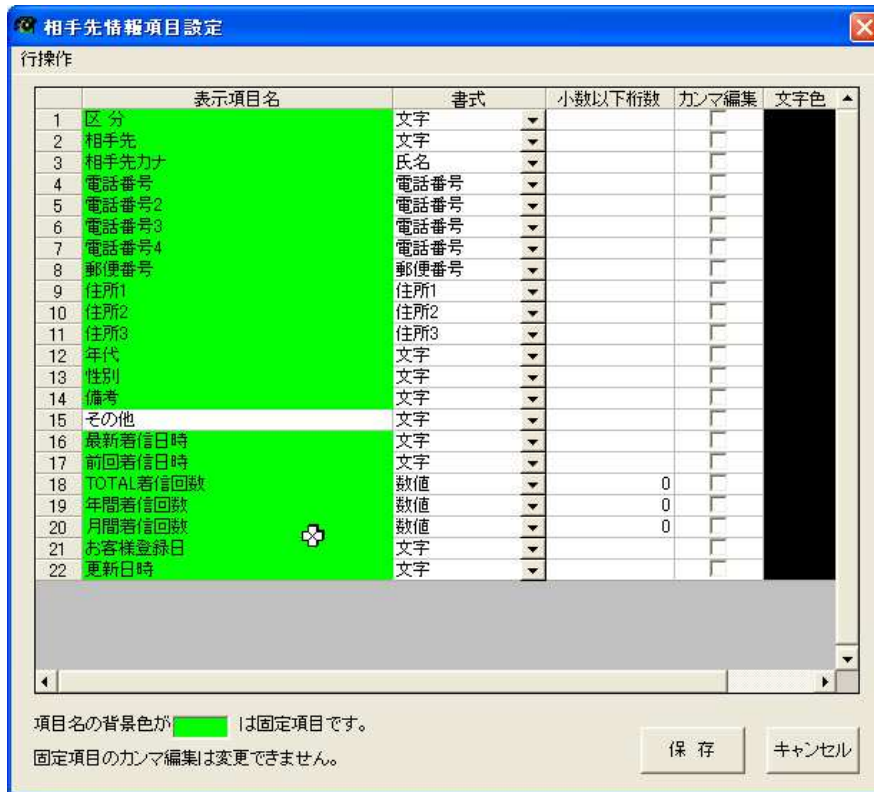 相手先情報項目設定
行操作
表示項目名 書式 小数以下桁数 カンマ編集 文字色
1 区 分 文字
2 相手先 文字
3 相手先カナ 氏名
4 電話番号 電話番号
5 電話番号2 電話番号
6 電話番号3 電話番号
7 電話番号4 電話番号
8 郵便番号 郵便番号
9 住所1 住所1
10 住所2 住所2
11 住所3 住所3
12 年代 文字
13 性別 文字
14 備考 文字
15 その他 文字
16 最新着信日時 文字
17 前回着信日時 文字
18 TOTAL着信回数 数値 0
19 年間着信回数 数値 0
20 月間着信回数 数値 0
21 お客様登録日 文字
22 更新日時 文字
項目名の背景色が は固定項目です。
固定項目のカンマ編集は変更できません。
保 存 キャンセル